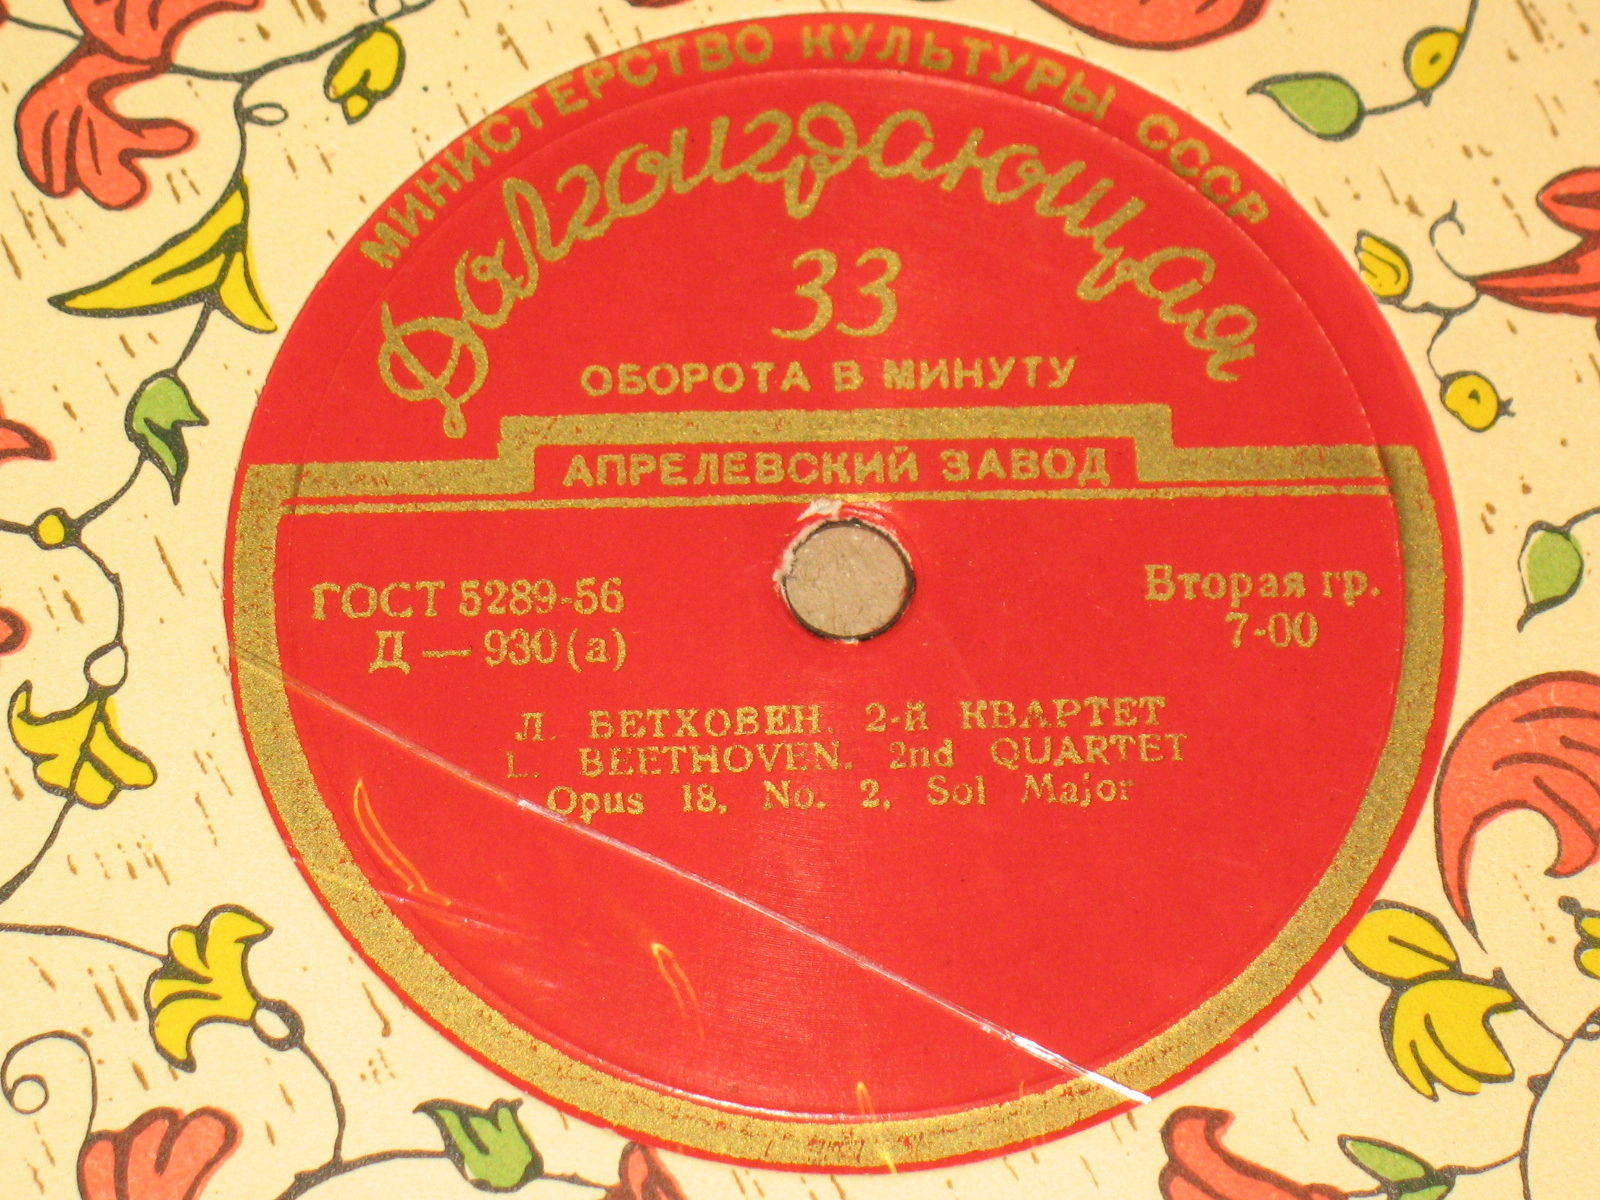 МИНИСТЕРСТВО КУЛЬТУРЫ СССР
Долгоиграющая
33
ОБОРОТА В МИНУТУ
АПРЕЛЕВСКИЙ ЗАВОД
ГОСТ 5289-56
Д — 930 (а)
Вторая гр.
7-00
Л. БЕТХОВЕН. 2-й КВАРТЕТ
L. BEETHOVEN. 2nd QUARTET
Opus 18, No. 2, Sol Major